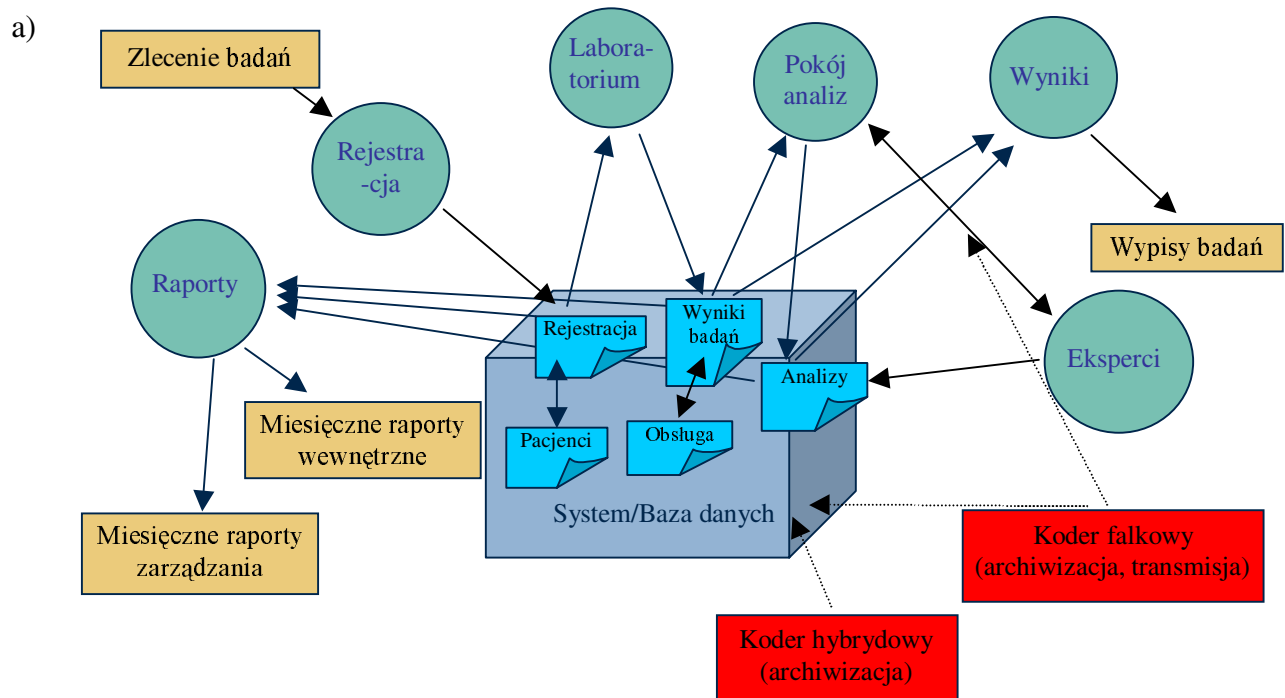 a)
Zlecenie badań
Labora-
torium
Pokój
analiz
Wyniki
Rejestra
-cja
Wypisy badań
Raporty
Rejestracja
Wyniki
badań
Analizy
Eksperci
Pacjenci
Obsługa
Miesięczne raporty
wewnętrzne
System/Baza danych
Miesięczne raporty
zarządzania
Koder falkowy
(archiwizacja, transmisja)
Koder hybrydowy
(archiwizacja)